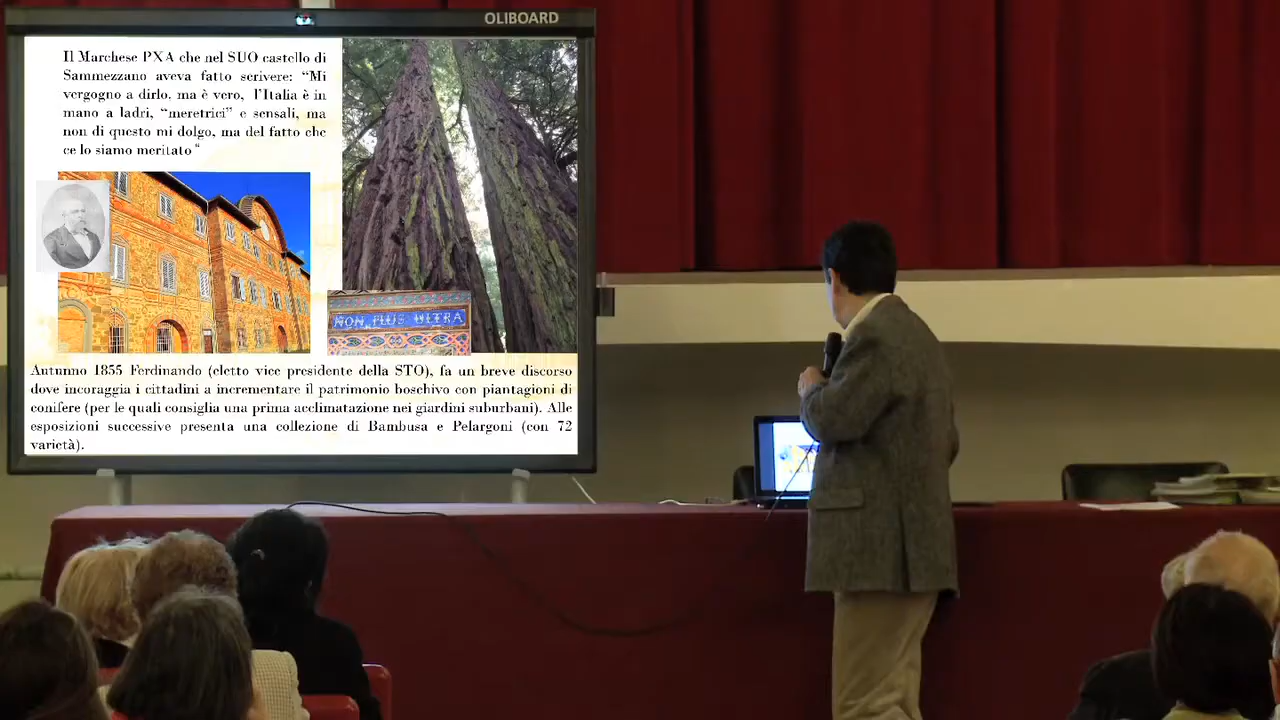 OLIBOARD
Il Marchese PXA che nel SUO castello di
Sammezzano aveva fatto scrivere: “Mi
vergogno a dirlo, ma è vero, l’Italia è in
mano a ladri, “meretrici” e sensali, ma
non di questo mi dolgo, ma del fatto che
ce lo siamo meritato “
NON PLUS ULTRA
Autunno 1855 Ferdinando (eletto vice presidente della STO), fa un breve discorso
dove incoraggia i cittadini a incrementare il patrimonio boschivo con piantagioni di
conifere (per le quali consiglia una prima acclimatazione nei giardini suburbani). Alle
esposizioni successive presenta una collezione di Bambusa e Pelargoni (con 72
varietà).